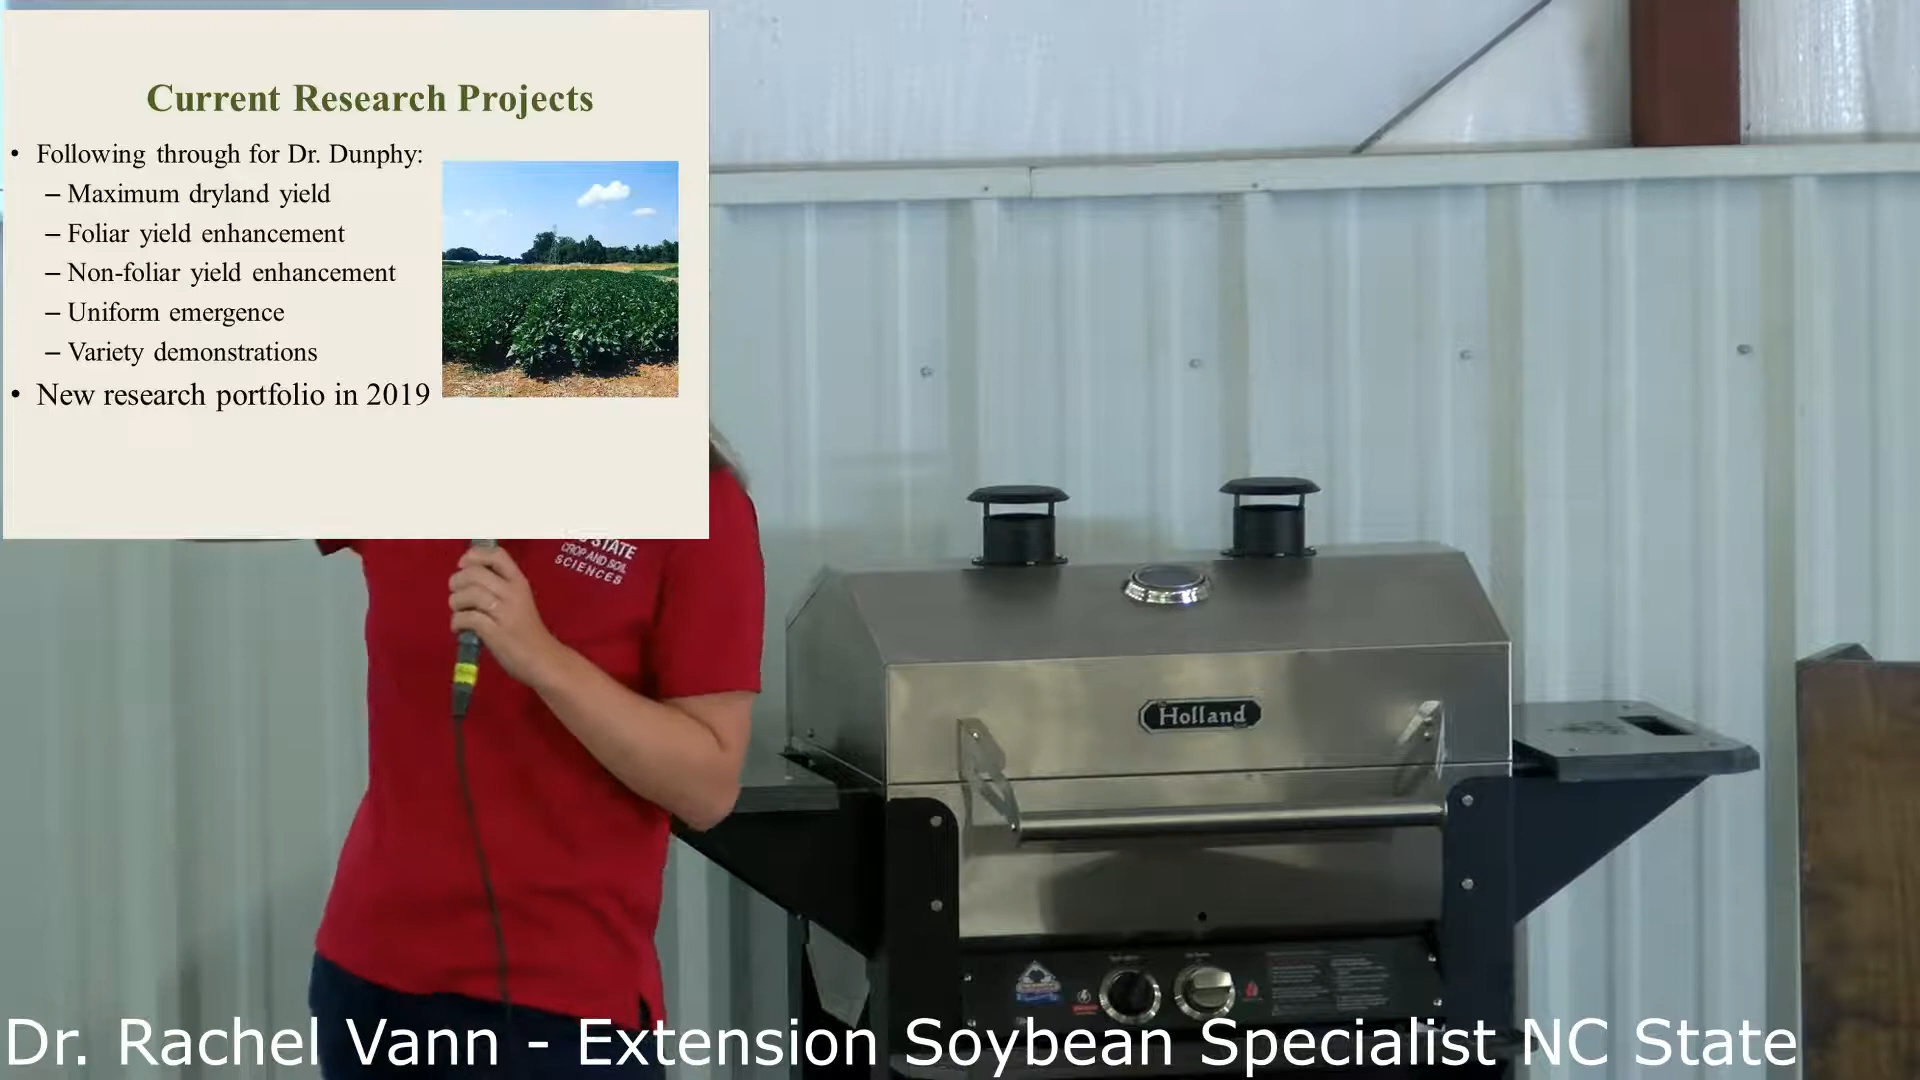 Current Research Projects
• Following through for Dr. Dunphy:
– Maximum dryland yield
– Foliar yield enhancement
– Non-foliar yield enhancement
– Uniform emergence
– Variety demonstrations
• New research portfolio in 2019
STATE
CROP AND SOIL
SCIENCES
Holland
Dr. Rachel Vann - Extension Soybean Specialist NC State